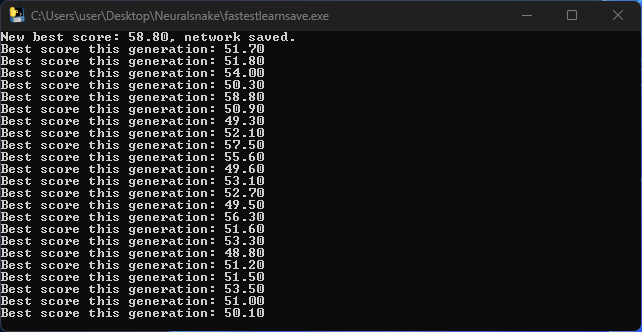 C:\Users\user\Desktop\Neuralsnake\fastestlearnsave.exe
New best score: 58.80, network saved.
Best score this generation: 51.70
Best score this generation: 51.80
Best score this generation: 54.00
Best score this generation: 50.30
Best score this generation: 58.80
Best score this generation: 50.90
Best score this generation: 49.30
Best score this generation: 52.10
Best score this generation: 57.50
Best score this generation: 55.60
Best score this generation: 49.60
Best score this generation: 53.10
Best score this generation: 52.70
Best score this generation: 49.50
Best score this generation: 56.30
Best score this generation: 51.60
Best score this generation: 53.30
Best score this generation: 48.80
Best score this generation: 51.20
Best score this generation: 51.50
Best score this generation: 53.50
Best score this generation: 51.00
Best score this generation: 50.10